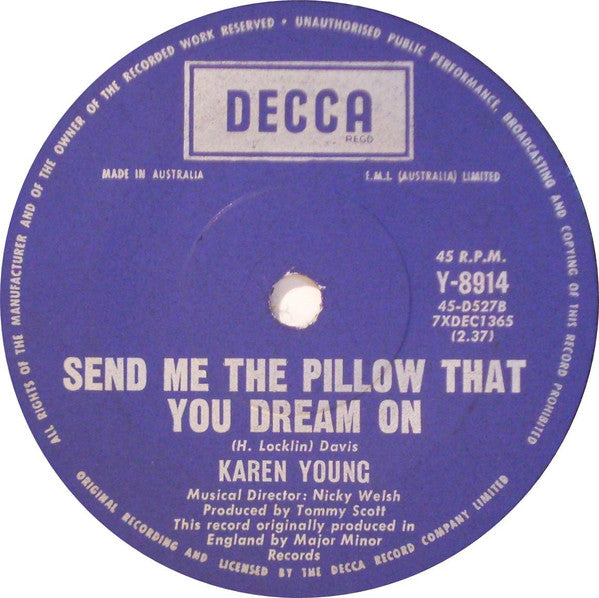 ALL RIGHTS OF THE MANUFACTURER AND OF THE OWNER OF THE RECORDED WORK RESERVED • UNAUTHORISED PUBLIC PERFORMANCE, BROADCASTING AND COPYING OF THIS RECORD PROHIBITED
DECCA
REGD
MADE IN AUSTRALIA
E.M.I. (AUSTRALIA) LIMITED
45 R.P.M.
Y-8914
45-D527B
7XDEC1365
(2.37)
SEND ME THE PILLOW THAT
YOU DREAM ON
(H. Locklin) Davis
KAREN YOUNG
Musical Director: Nicky Welsh
Produced by Tommy Scott
This record originally produced in
England by Major Minor
Records
ORIGINAL RECORDING AND LICENSED BY THE DECCA RECORD COMPANY LIMITED